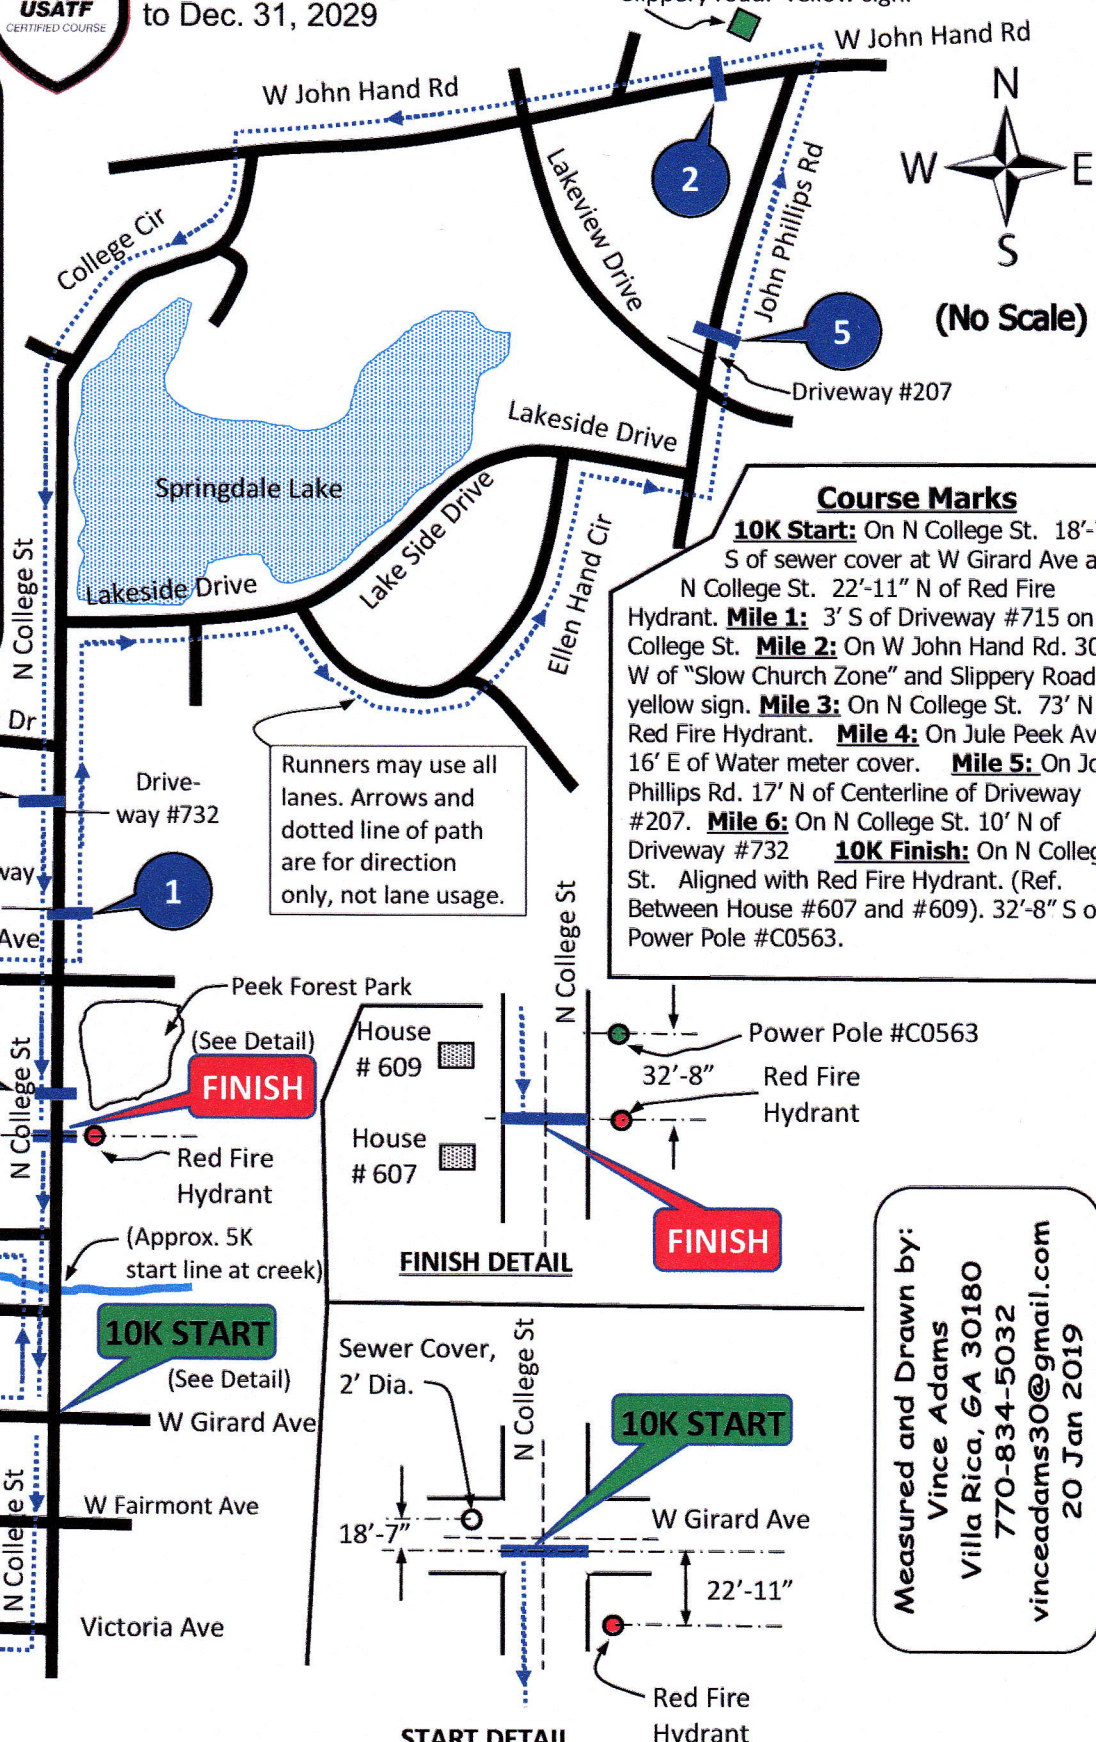 USATF
CERTIFIED COURSE
to Dec. 31, 2029
W John Hand Rd
W John Hand Rd
N
W
E
S
(No Scale)
2
Lakeview Drive
John Phillips Rd
College Cir
5
Driveway #207
Lakeside Drive
Springdale Lake
Lake Side Drive
Lakeside Drive
Ellen Hand Cir
N College St
Dr
Drive-
way #732
way
1
Ave
Runners may use all
lanes. Arrows and
dotted line of path
are for direction
only, not lane usage.
Course Marks
10K Start: On N College St. 18'-
S of sewer cover at W Girard Ave a
N College St. 22'-11" N of Red Fire
Hydrant. Mile 1: 3' S of Driveway #715 on
College St. Mile 2: On W John Hand Rd. 30
W of "Slow Church Zone" and Slippery Road
yellow sign. Mile 3: On N College St. 73' N
Red Fire Hydrant. Mile 4: On Jule Peek Av
16' E of Water meter cover. Mile 5: On Jo
Phillips Rd. 17' N of Centerline of Driveway
#207. Mile 6: On N College St. 10' N of
Driveway #732 10K Finish: On N Colleg
St. Aligned with Red Fire Hydrant. (Ref.
Between House #607 and #609). 32'-8" S o
Power Pole #C0563.
Peek Forest Park
(See Detail)
FINISH
N College St
Red Fire
Hydrant
(Approx. 5K
start line at creek)
10K START
(See Detail)
W Girard Ave
W Fairmont Ave
N College St
Victoria Ave
N College St
House
# 609
Power Pole #C0563
32'-8"
Red Fire
Hydrant
House
# 607
FINISH
FINISH DETAIL
Sewer Cover,
2' Dia.
N College St
10K START
18'-7"
W Girard Ave
22'-11"
Red Fire
Hydrant
START DETAIL
Measured and Drawn by:
Vince Adams
Villa Rica, GA 30180
770-834-5032
vinceadams30@gmail.com
20 Jan 2019